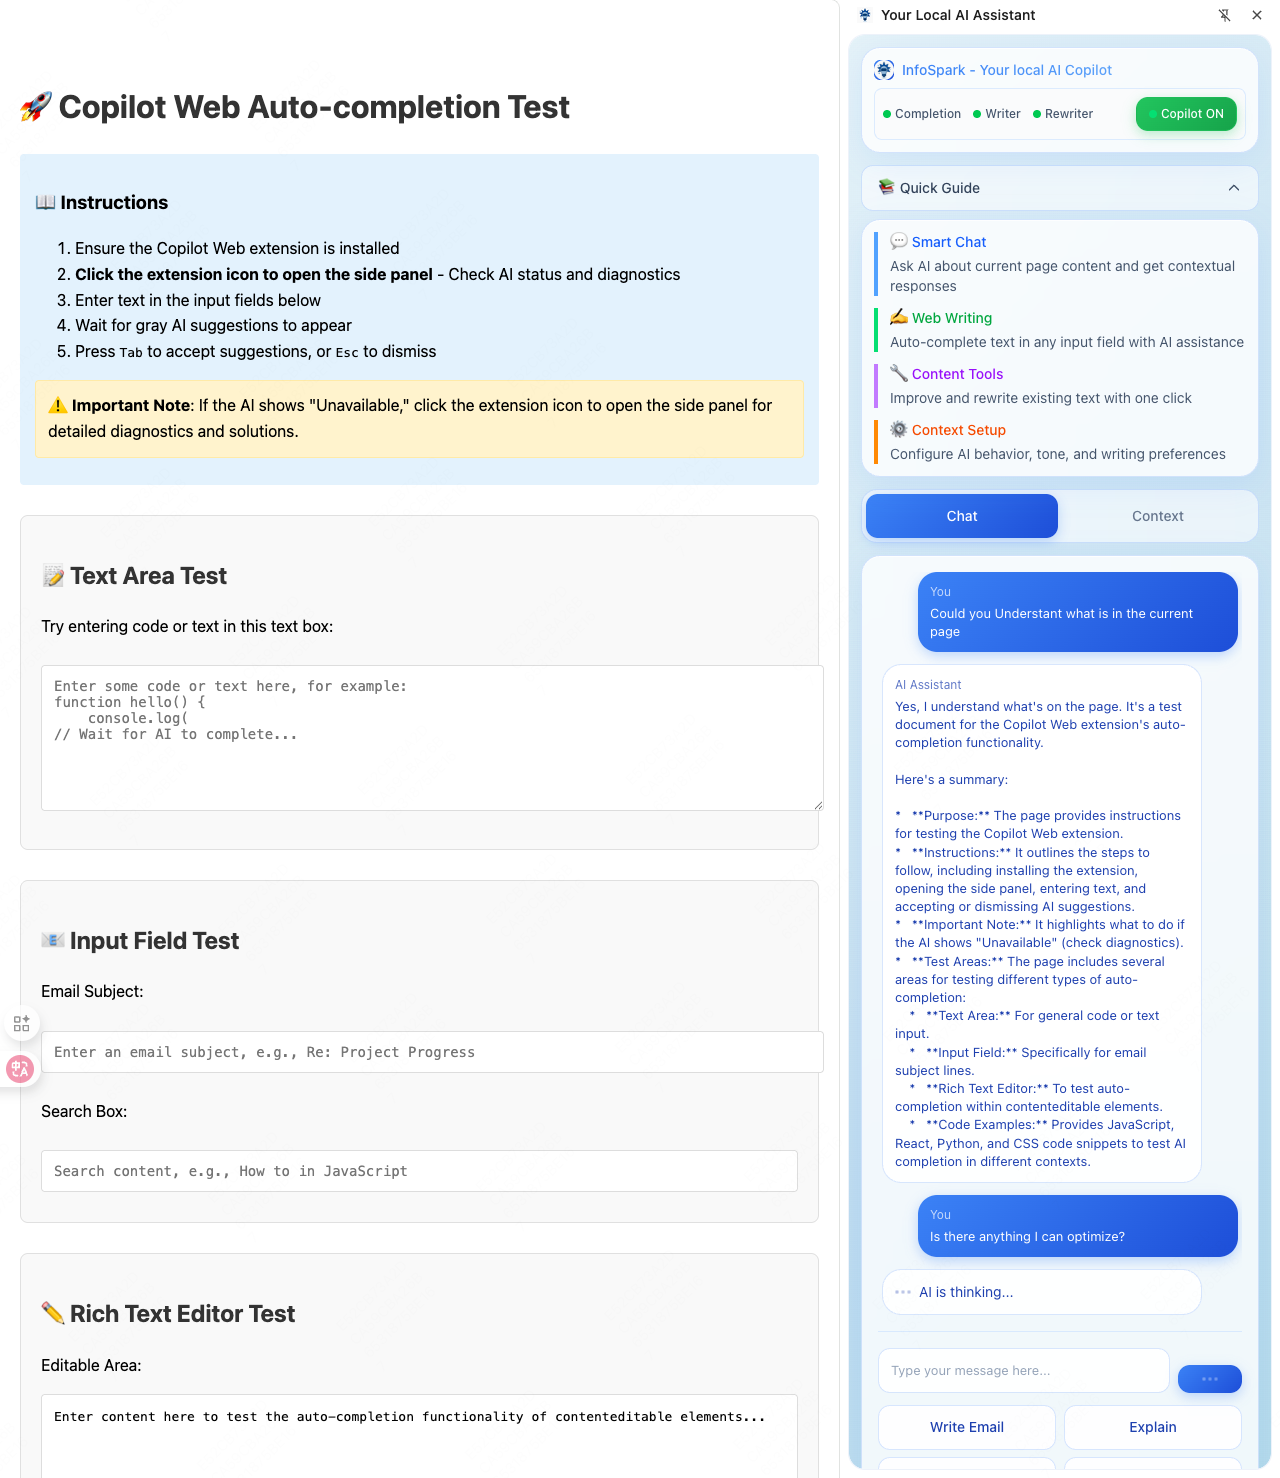 🚀 Copilot Web Auto-completion Test
📖 Instructions
1. Ensure the Copilot Web extension is installed
2. Click the extension icon to open the side panel - Check AI status and diagnostics
3. Enter text in the input fields below
4. Wait for gray AI suggestions to appear
5. Press Tab to accept suggestions, or Esc to dismiss
⚠️ Important Note: If the AI shows "Unavailable," click the extension icon to open the side panel for
detailed diagnostics and solutions.
📝 Text Area Test
Try entering code or text in this text box:
Enter some code or text here, for example:
function hello() {
    console.log(
// Wait for AI to complete...
📧 Input Field Test
Email Subject:
Enter an email subject, e.g., Re: Project Progress
Search Box:
Search content, e.g., How to in JavaScript
✏️ Rich Text Editor Test
Editable Area:
Enter content here to test the auto-completion functionality of contenteditable elements...
Your Local AI Assistant
InfoSpark - Your local AI Copilot
Completion Writer Rewriter Copilot ON
📚 Quick Guide
💬 Smart Chat
Ask AI about current page content and get contextual
responses
✍️ Web Writing
Auto-complete text in any input field with AI assistance
🔧 Content Tools
Improve and rewrite existing text with one click
⚙️ Context Setup
Configure AI behavior, tone, and writing preferences
Chat Context
You
Could you Understant what is in the current
page
AI Assistant
Yes, I understand what's on the page. It's a test
document for the Copilot Web extension's auto-
completion functionality.
Here's a summary:
*   **Purpose:** The page provides instructions
for testing the Copilot Web extension.
*   **Instructions:** It outlines the steps to
follow, including installing the extension,
opening the side panel, entering text, and
accepting or dismissing AI suggestions.
*   **Important Note:** It highlights what to do if
the AI shows "Unavailable" (check diagnostics).
*   **Test Areas:** The page includes several
areas for testing different types of auto-
completion:
    *   **Text Area:** For general code or text
input.
    *   **Input Field:** Specifically for email
subject lines.
    *   **Rich Text Editor:** To test auto-
completion within contenteditable elements.
    *   **Code Examples:** Provides JavaScript,
React, Python, and CSS code snippets to test AI
completion in different contexts.
You
Is there anything I can optimize?
AI is thinking...
Type your message here...
Write Email Explain